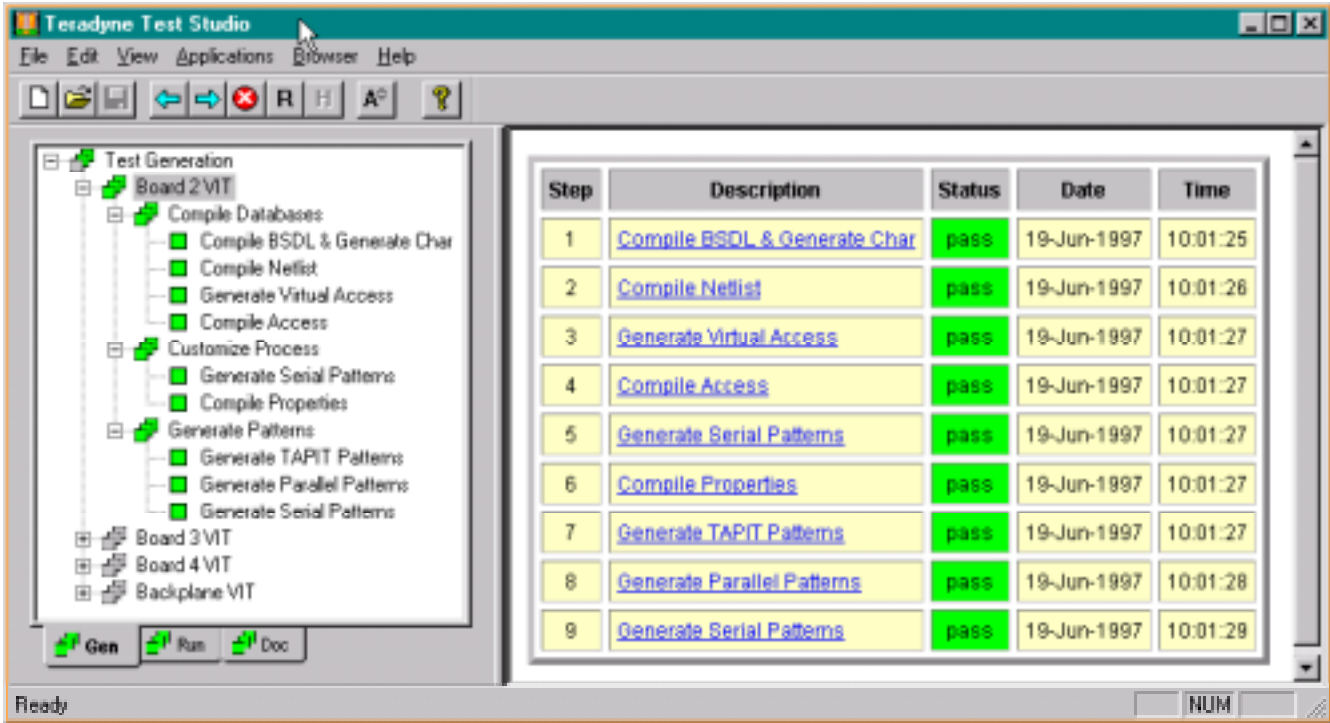 Teradyne Test Studio
File Edit View Applications Browser Help
R H A
?
Test Generation
Board 2 VIT
Compile Databases
Compile BSDL & Generate Char
Compile Netlist
Generate Virtual Access
Compile Access
Customize Process
Generate Serial Patterns
Compile Properties
Generate Patterns
Generate TAPIT Patterns
Generate Parallel Patterns
Generate Serial Patterns
Board 3 VIT
Board 4 VIT
Backplane VIT
Gen Run Doc
Step Description Status Date Time
1 Compile BSDL & Generate Char pass 19-Jun-1997 10:01:25
2 Compile Netlist pass 19-Jun-1997 10:01:26
3 Generate Virtual Access pass 19-Jun-1997 10:01:27
4 Compile Access pass 19-Jun-1997 10:01:27
5 Generate Serial Patterns pass 19-Jun-1997 10:01:27
6 Compile Properties pass 19-Jun-1997 10:01:27
7 Generate TAPIT Patterns pass 19-Jun-1997 10:01:27
8 Generate Parallel Patterns pass 19-Jun-1997 10:01:28
9 Generate Serial Patterns pass 19-Jun-1997 10:01:29
Ready NUM